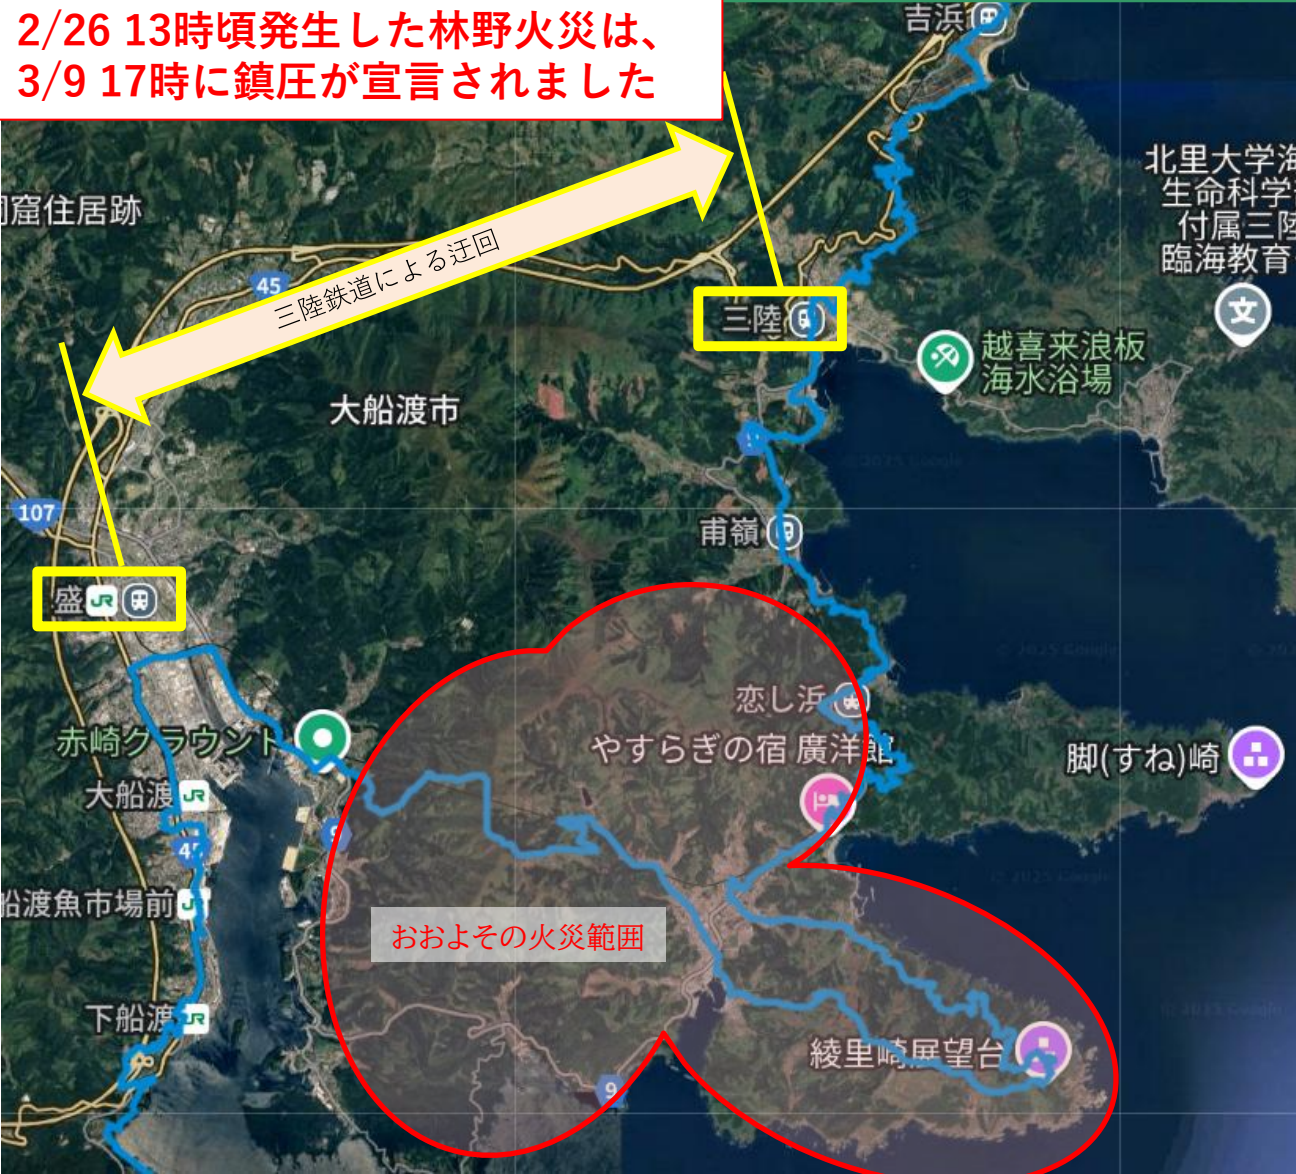 2/26 13時頃発生した林野火災は、
3/9 17時に鎮圧が宣言されました
吉浜
北里大学海
生命科学
付属三陸
臨海教育
窟住居跡
三陸鉄道による迂回
45
三陸
越喜来浪板
海水浴場
大船渡市
107
甫嶺
盛 JR
恋し浜
やすらぎの宿 廣洋館
赤崎グラウンド
脚(すね)崎
大船渡 JR
9
45
船渡魚市場前 JR
おおよその火災範囲
下船渡 JR
綾里崎展望台
9